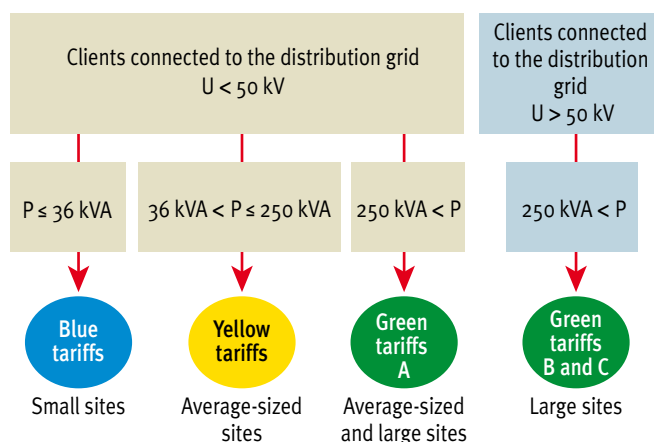 Clients connected to the distribution grid
U < 50 kV
Clients connected
to the distribution
grid
U > 50 kV
P ≤ 36 kVA
36 kVA < P ≤ 250 kVA
250 kVA < P
250 kVA < P
Blue
tariffs
Yellow
tariffs
Green
tariffs
A
Green
tariffs
B and C
Small sites
Average-sized
sites
Average-sized
and large sites
Large sites